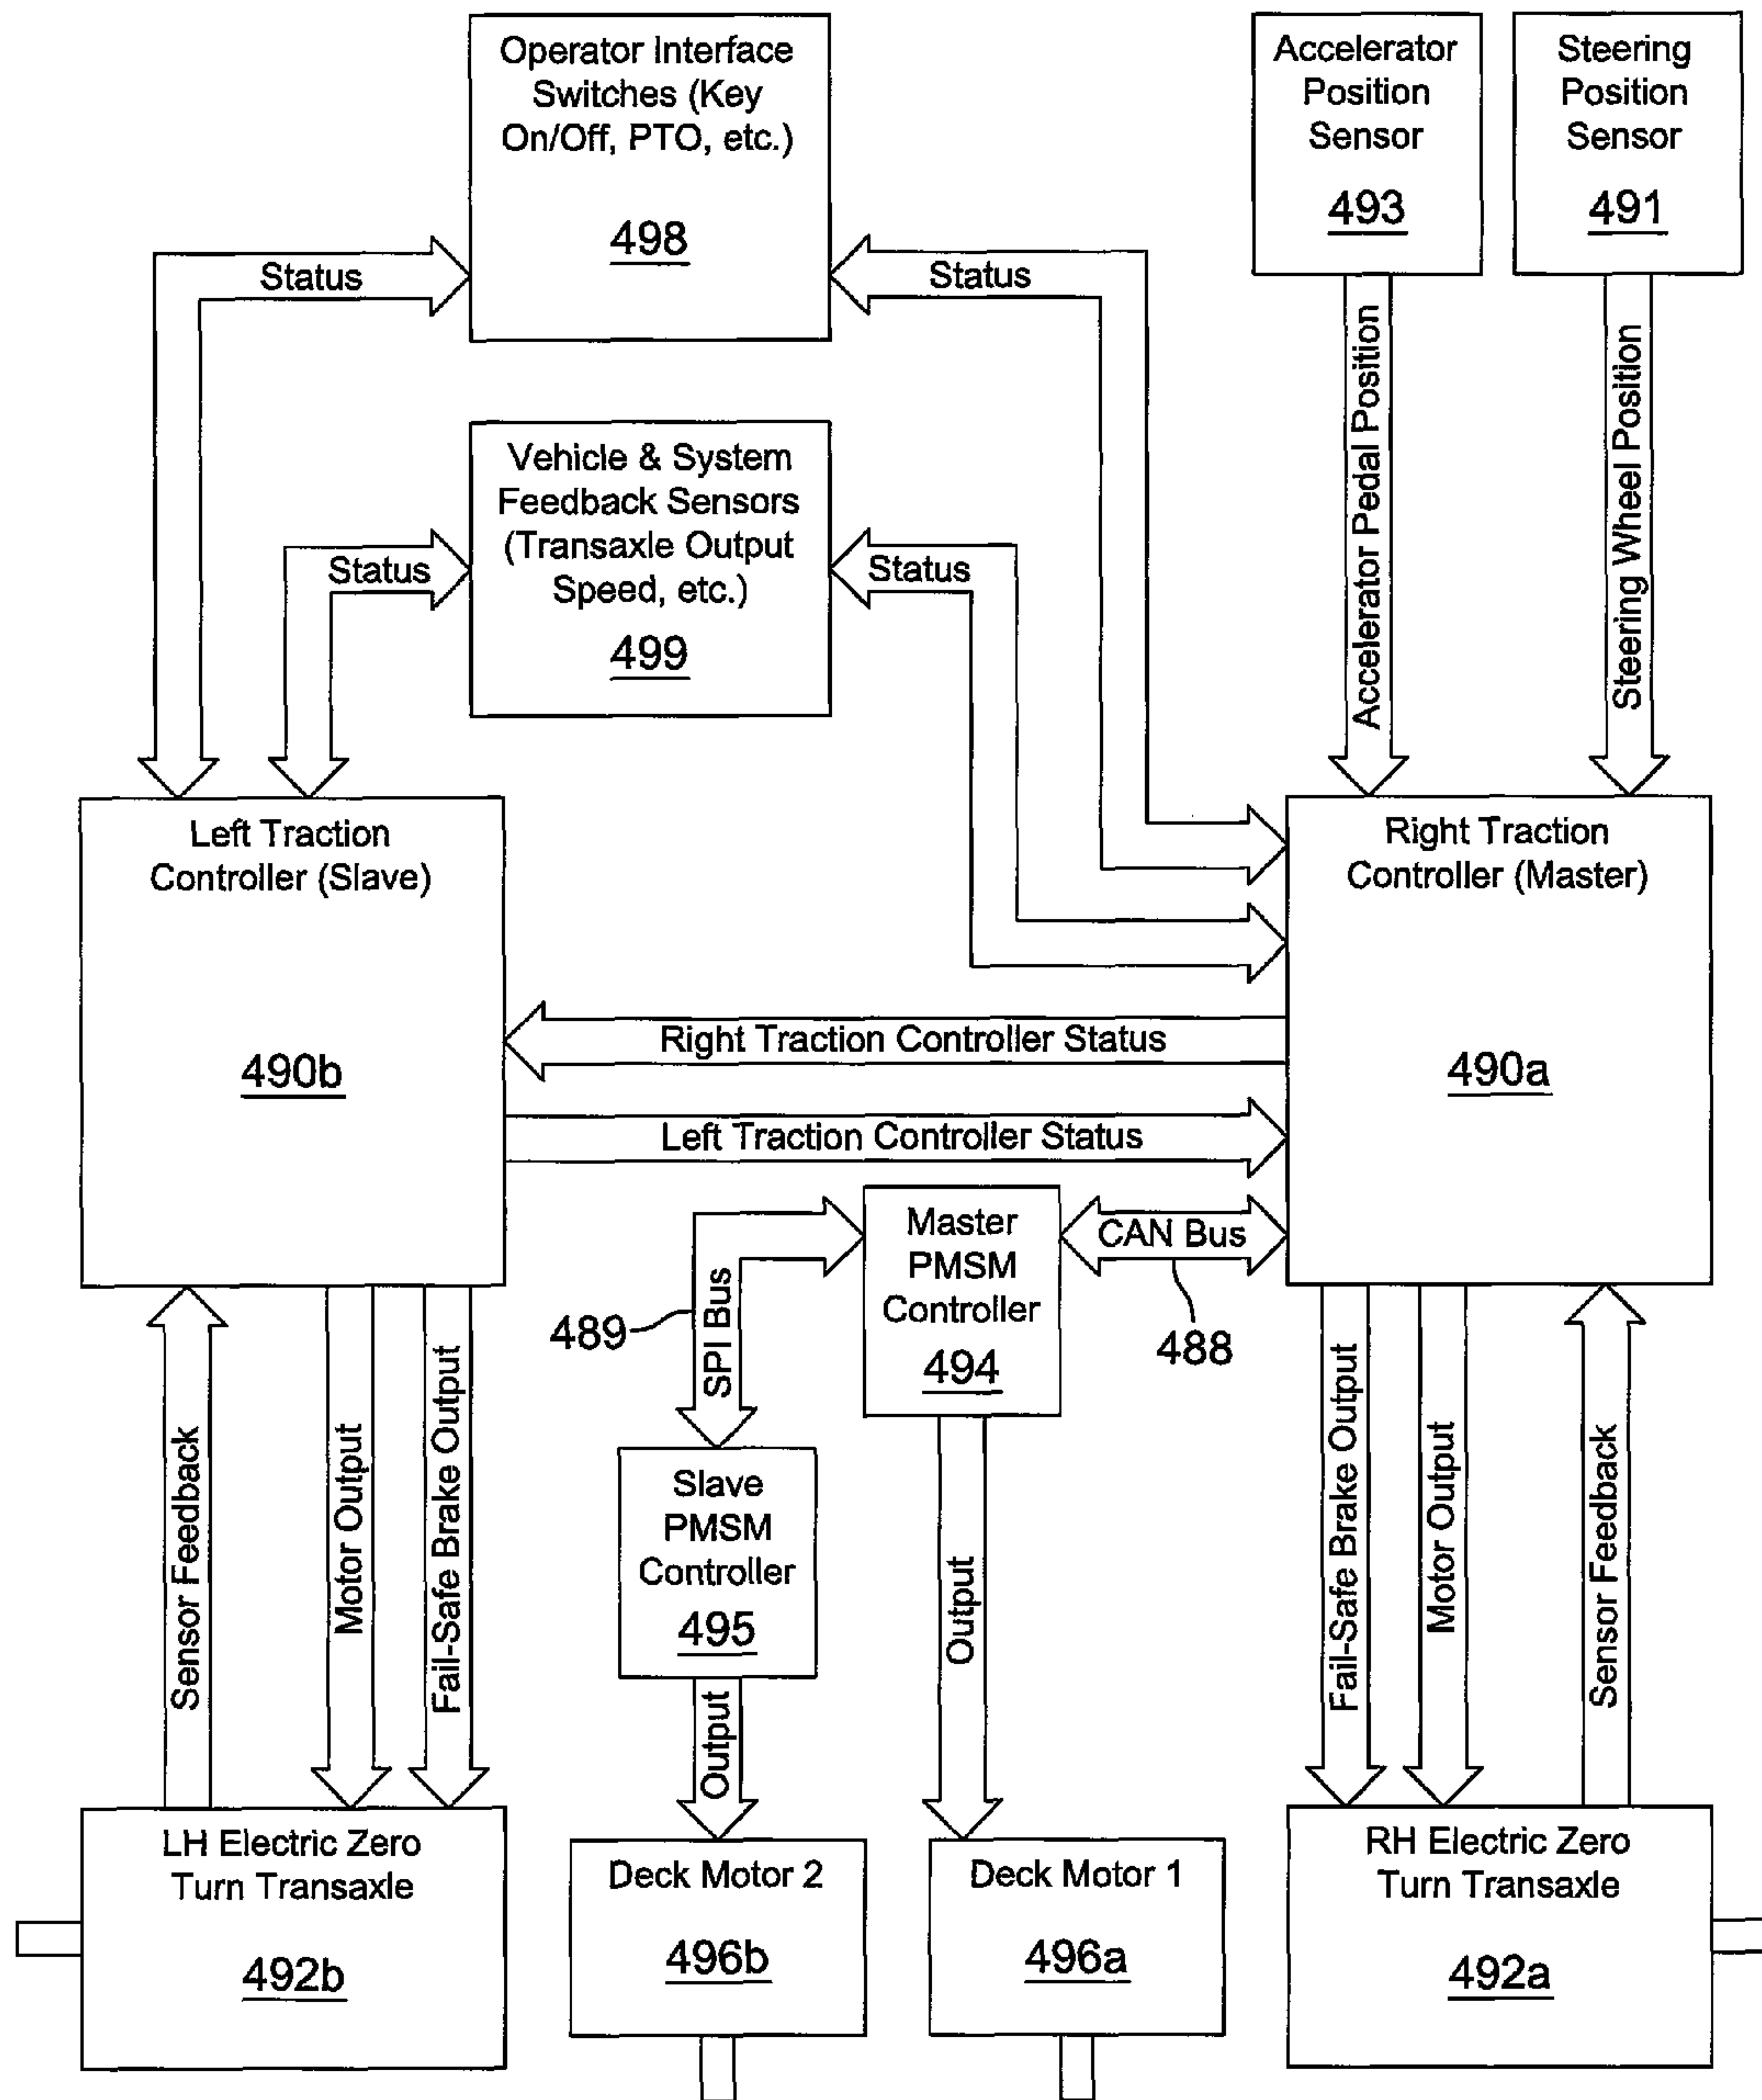 Operator Interface
Switches (Key
On/Off, PTO, etc.)
498
Accelerator
Position
Sensor
493
Steering
Position
Sensor
491
Status
Status
Accelerator Pedal Position
Steering Wheel Position
Vehicle & System
Feedback Sensors
(Transaxle Output
Speed, etc.)
499
Status
Status
Left Traction
Controller (Slave)
490b
Right Traction
Controller (Master)
490a
Right Traction Controller Status
Left Traction Controller Status
Master
PMSM
Controller
494
CAN Bus
488
SPI Bus
489
Slave
PMSM
Controller
495
Sensor Feedback
Motor Output
Fail-Safe Brake Output
Output
Output
Fail-Safe Brake Output
Motor Output
Sensor Feedback
LH Electric Zero
Turn Transaxle
492b
Deck Motor 2
496b
Deck Motor 1
496a
RH Electric Zero
Turn Transaxle
492a